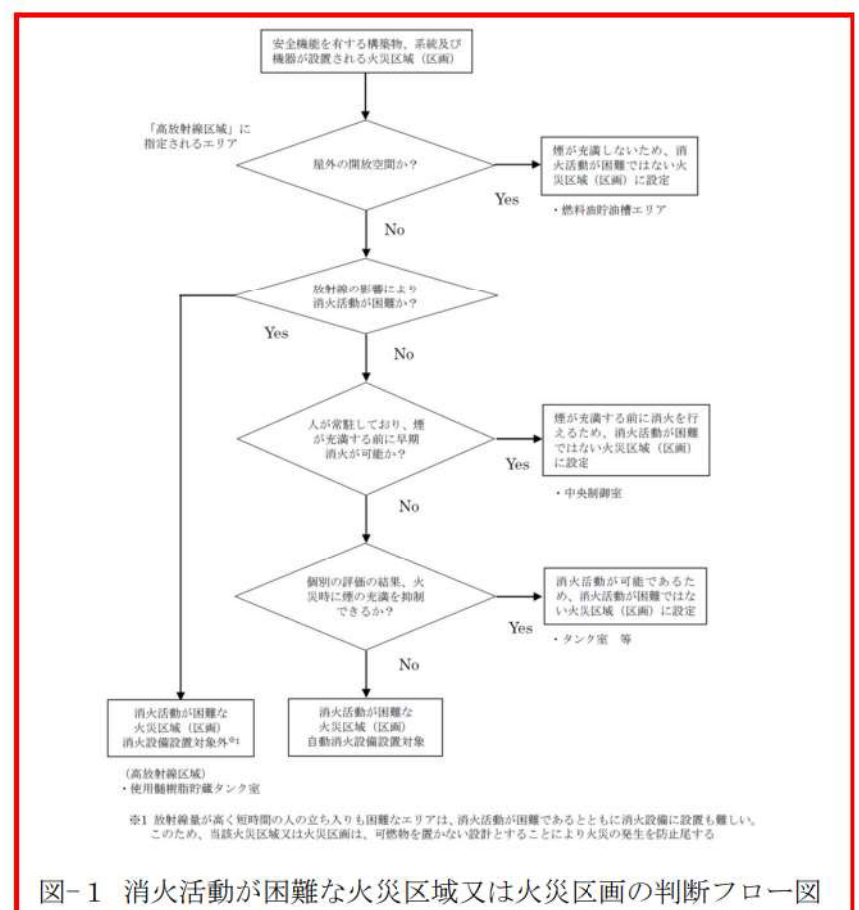 安全機能を有する構築物、系統及び
機器が設置される火災区域（区画）
「高放射線区域」に
指定されるエリア
屋外の開放空間か？
Yes
煙が充満しないため、消
火活動が困難ではない火
災区域（区画）に設定
・燃料油貯油槽エリア
No
放射線の影響により
消火活動が困難か？
Yes
No
人が常駐しており、煙
が充満する前に早期
消火が可能か？
Yes
煙が充満する前に消火を行
えるため、消火活動が困難
ではない火災区域（区画）
に設定
・中央制御室
No
個別の評価の結果、火
災時に煙の充満を抑制
できるか？
Yes
消火活動が可能であるた
め、消火活動が困難ではな
い火災区域（区画）に設定
・タンク室　等
No
消火活動が困難な
火災区域（区画）
消火設備設置対象外※1
（高放射線区域）
・使用髄樹脂貯蔵タンク室
消火活動が困難な
火災区域（区画）
自動消火設備設置対象
※1 放射線量が高く短時間の人の立ち入りも困難なエリアは、消火活動が困難であるとともに消火設備に設置も難しい。
このため、当該火災区域又は火災区画は、可燃物を置かない設計とすることにより火災の発生を防止尾する
図-１ 消火活動が困難な火災区域又は火災区画の判断フロー図